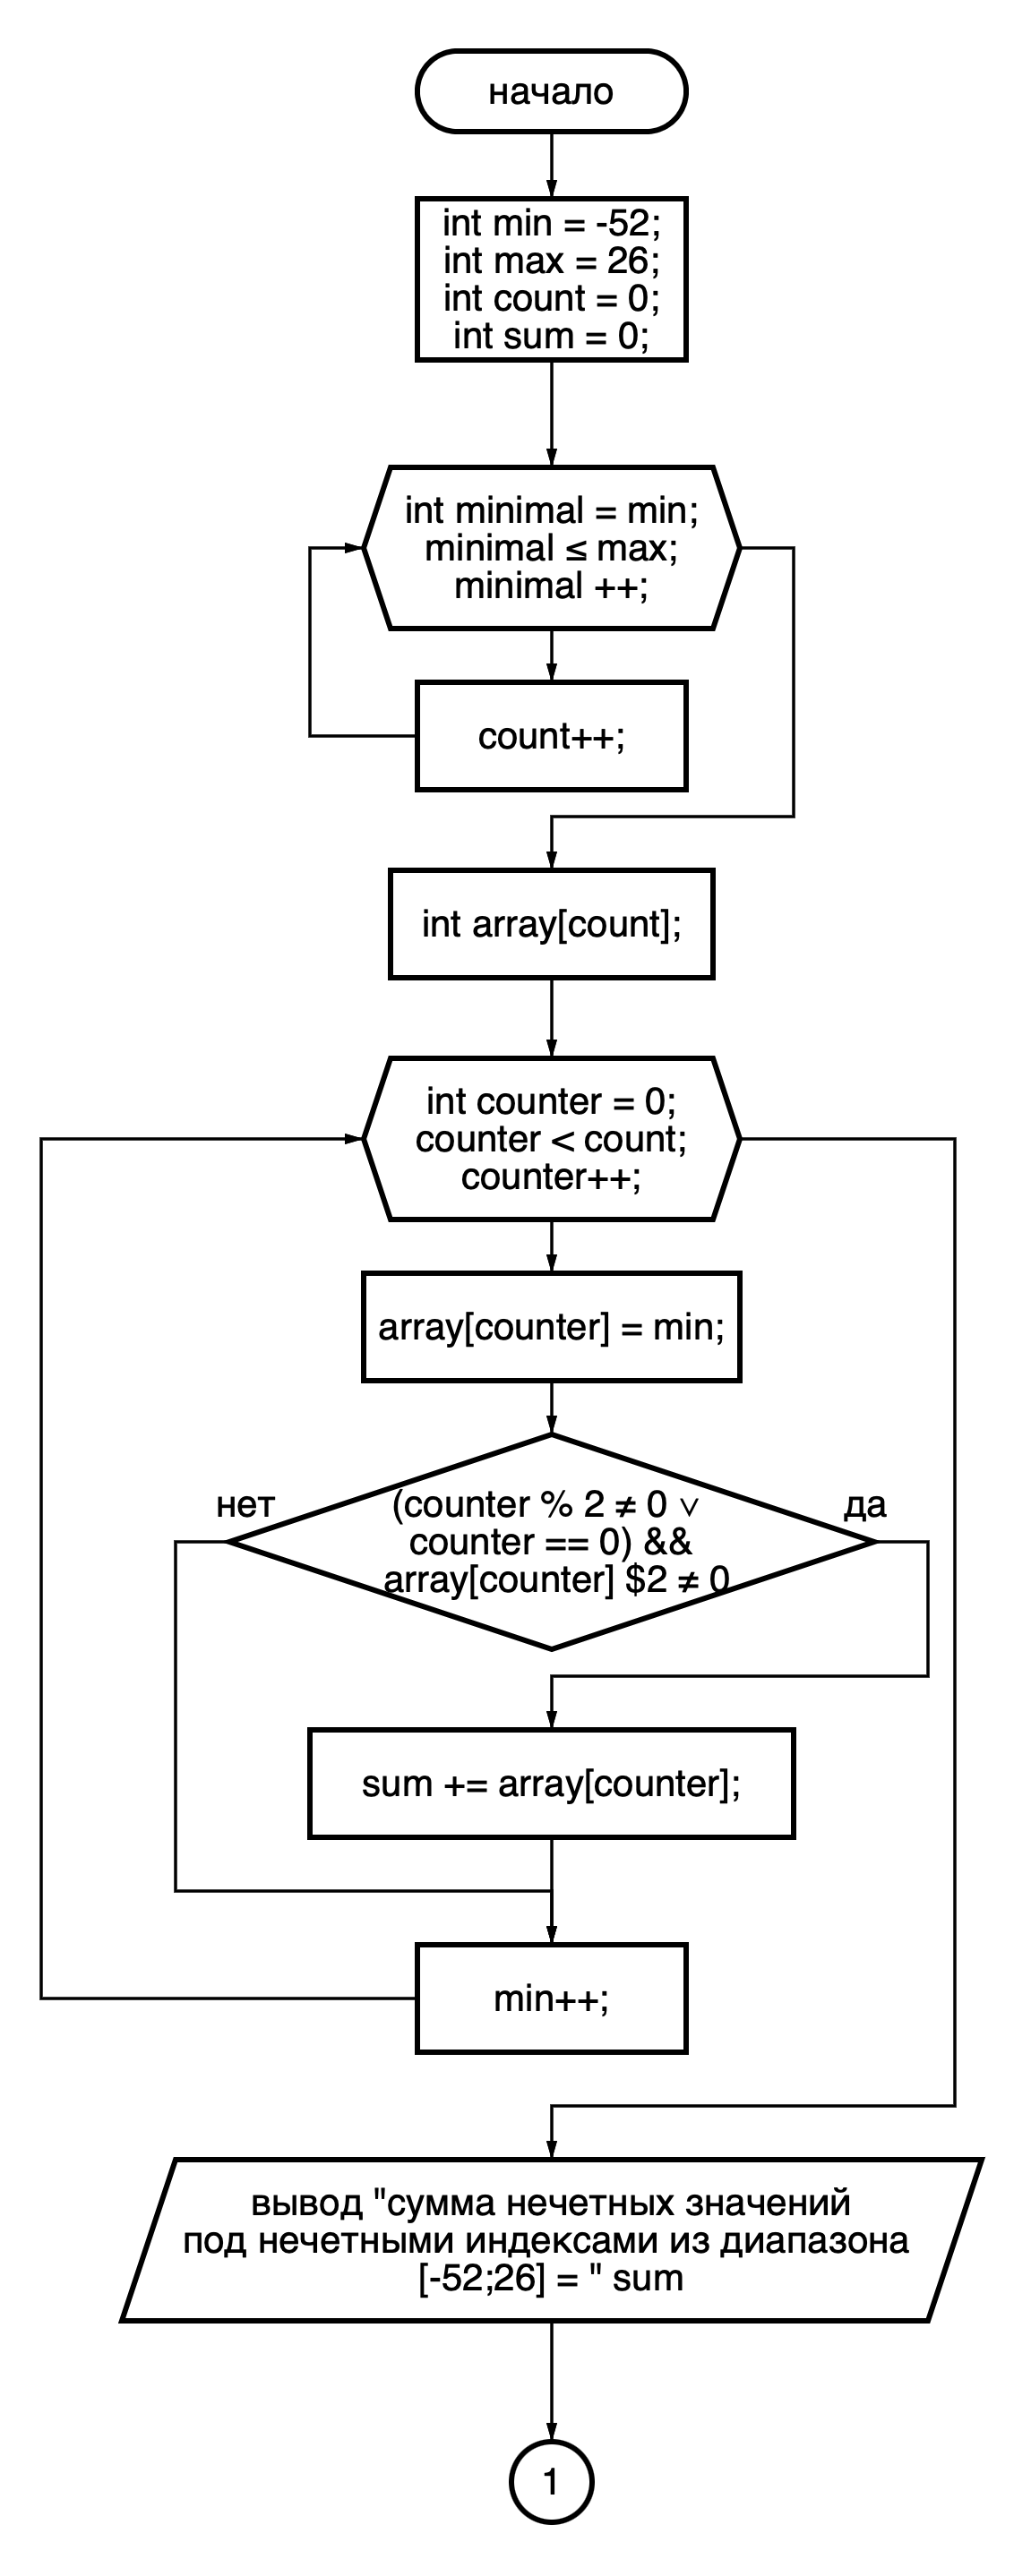 начало
int min = -52;
int max = 26;
int count = 0;
int sum = 0;
int minimal = min;
minimal ≤ max;
minimal ++;
count++;
int array[count];
int counter = 0;
counter < count;
counter++;
array[counter] = min;
нет
(counter % 2 ≠ 0 ∨
counter == 0) &&
array[counter] $2 ≠ 0
да
sum += array[counter];
min++;
вывод "сумма нечетных значений
под нечетными индексами из диапазона
[-52;26] = " sum
1